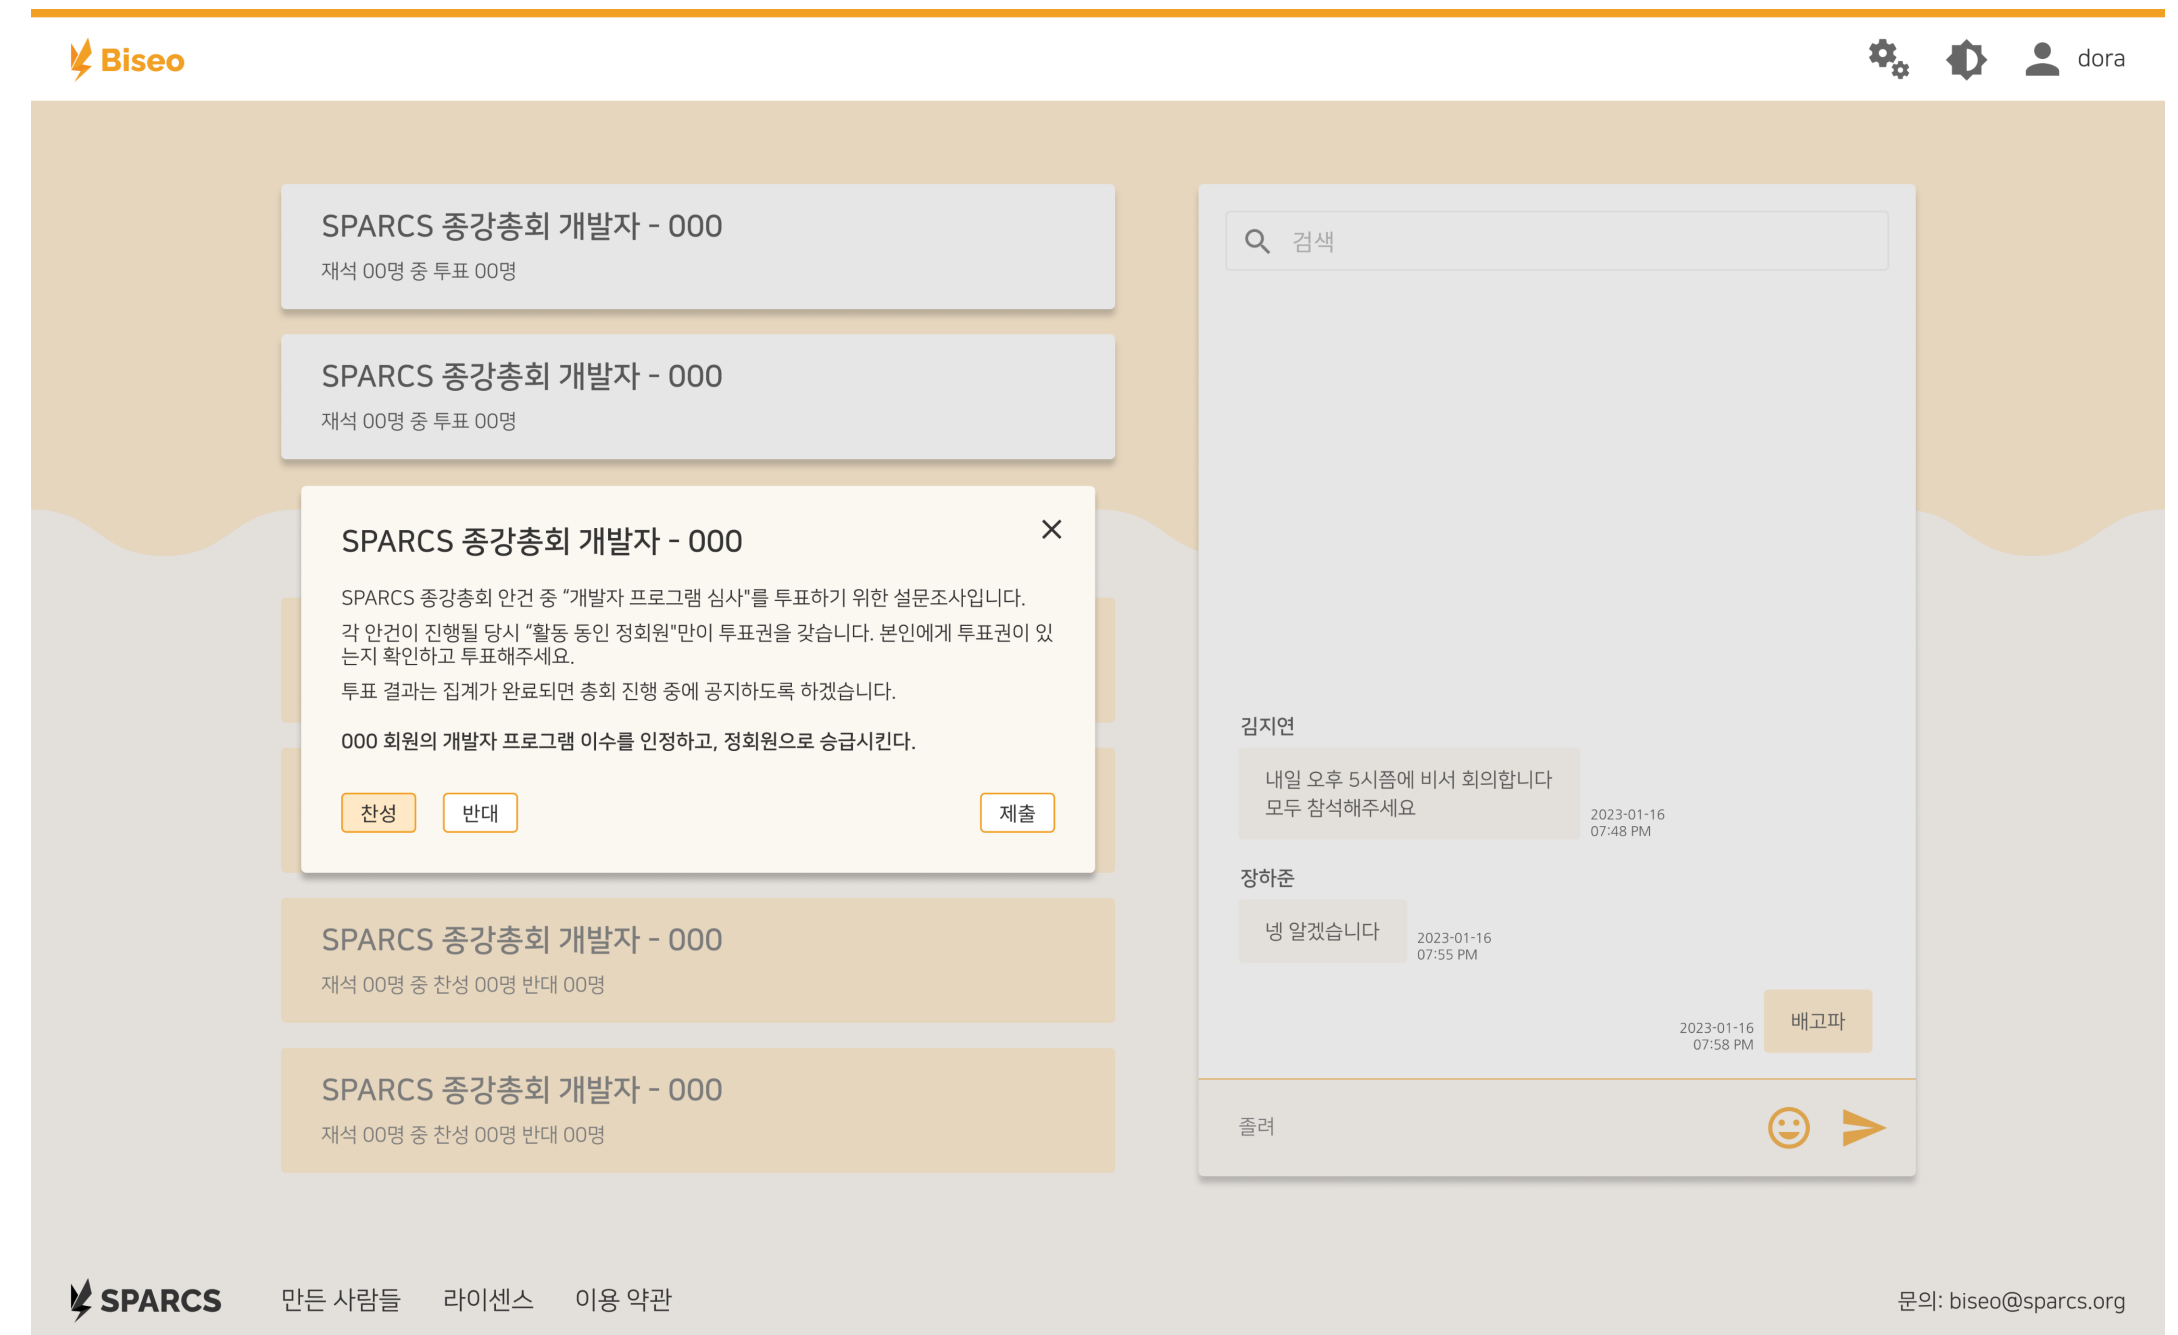 Biseo
dora
SPARCS 종강총회 개발자 - 000
재석 00명 중 투표 00명
SPARCS 종강총회 개발자 - 000
재석 00명 중 투표 00명
SPARCS 종강총회 개발자 - 000
SPARCS 종강총회 안건 중 “개발자 프로그램 심사"를 투표하기 위한 설문조사입니다.
각 안건이 진행될 당시 “활동 동인 정회원"만이 투표권을 갖습니다. 본인에게 투표권이 있
는지 확인하고 투표해주세요.
투표 결과는 집계가 완료되면 총회 진행 중에 공지하도록 하겠습니다.
000 회원의 개발자 프로그램 이수를 인정하고, 정회원으로 승급시킨다.
찬성
반대
제출
SPARCS 종강총회 개발자 - 000
재석 00명 중 찬성 00명 반대 00명
SPARCS 종강총회 개발자 - 000
재석 00명 중 찬성 00명 반대 00명
검색
김지연
내일 오후 5시쯤에 비서 회의합니다
모두 참석해주세요
2023-01-16
07:48 PM
장하준
넹 알겠습니다
2023-01-16
07:55 PM
배고파
2023-01-16
07:58 PM
졸려
SPARCS
만든 사람들
라이센스
이용 약관
문의: biseo@sparcs.org